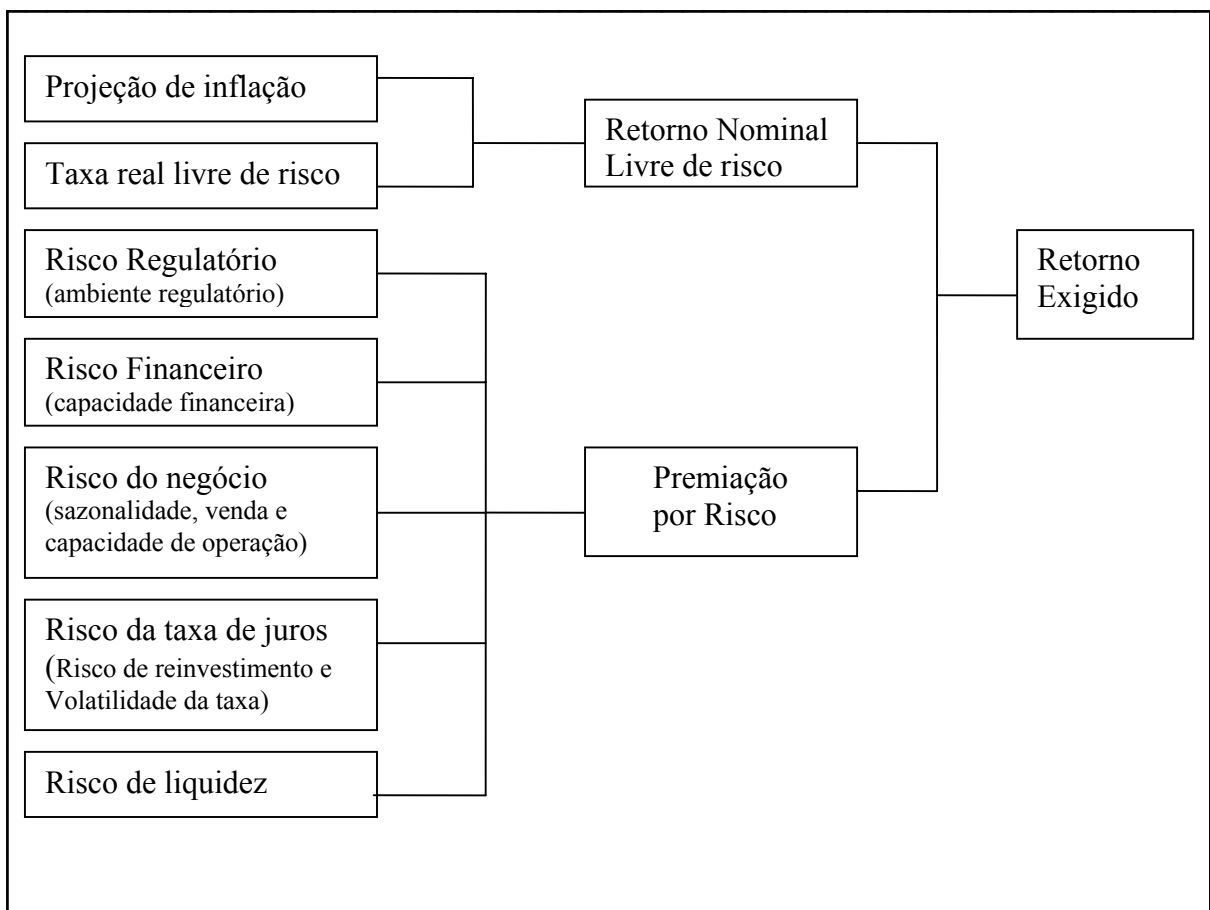 Projeção de inflação
Taxa real livre de risco
Risco Regulatório
(ambiente regulatório)
Risco Financeiro
(capacidade financeira)
Risco do negócio
(sazonalidade, venda e
capacidade de operação)
Risco da taxa de juros
(Risco de reinvestimento e
Volatilidade da taxa)
Risco de liquidez
Retorno Nominal
Livre de risco
Premiação
por Risco
Retorno
Exigido